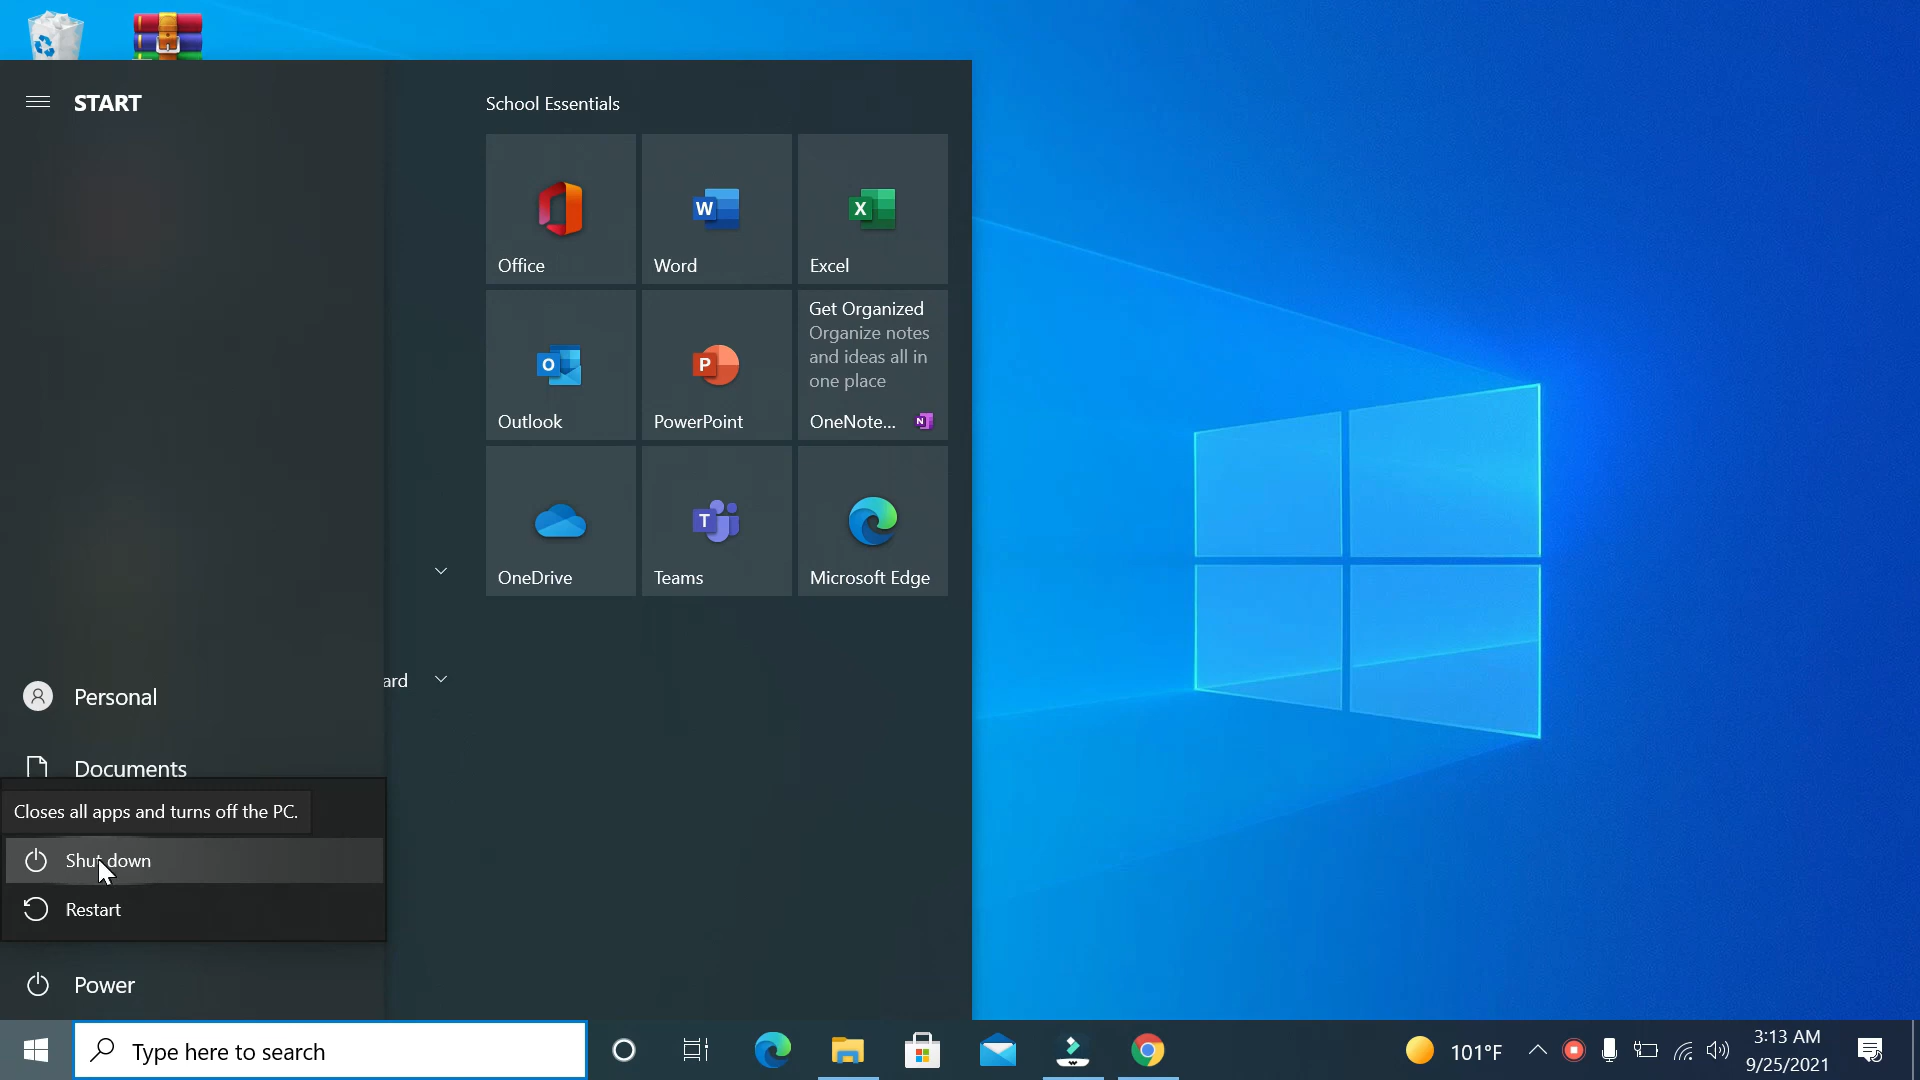 START
School Essentials
Office
Word
Excel
Get Organized
Organize notes
and ideas all in
one place
Outlook
PowerPoint
OneNote...
OneDrive
Teams
Microsoft Edge
ard
Personal
Documents
Closes all apps and turns off the PC.
Shut down
Restart
Power
Type here to search
101°F
3:13 AM
9/25/2021